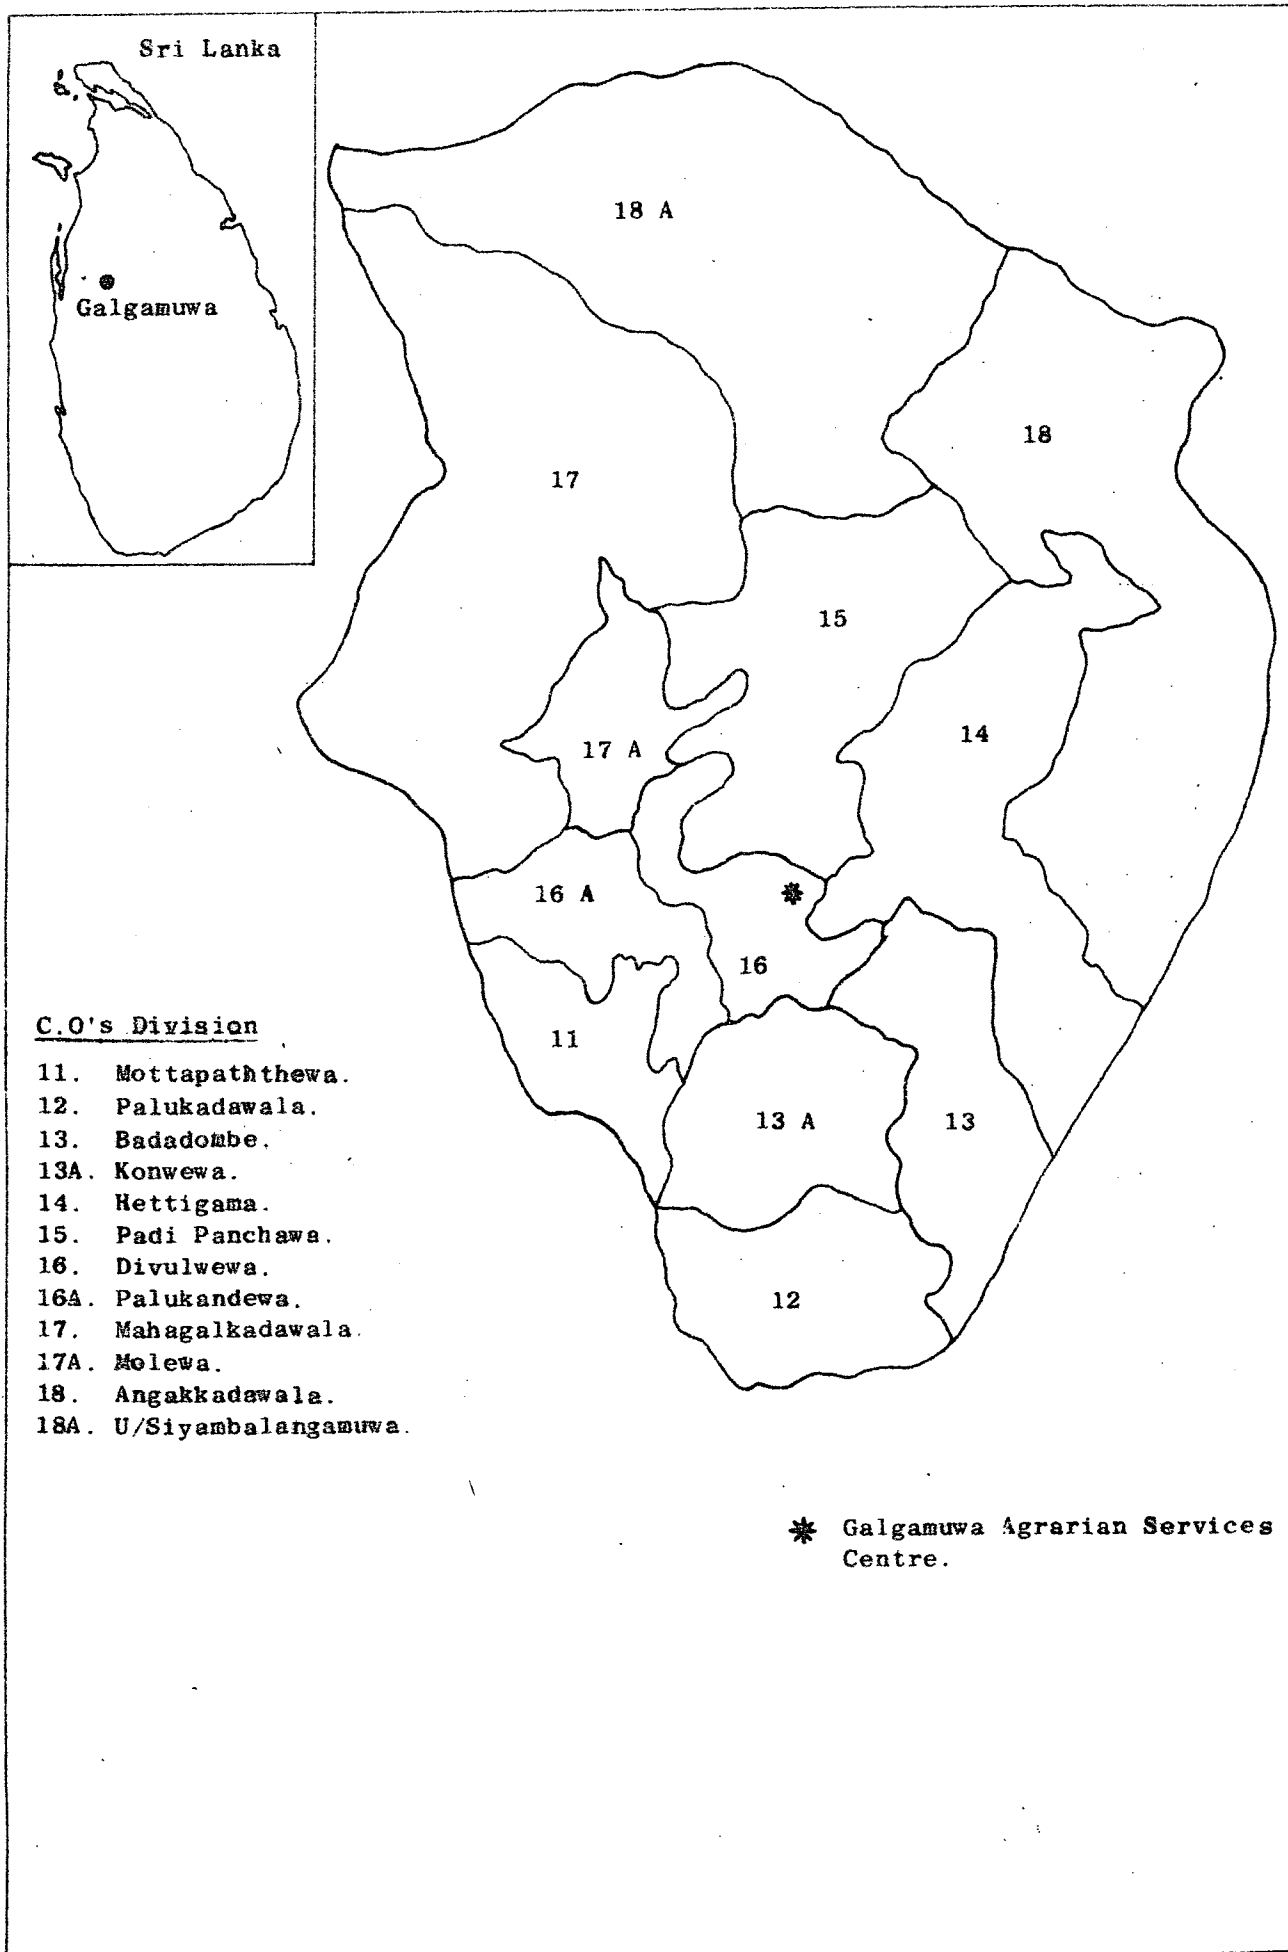 Sri Lanka
Galgamuwa
18 A
18
17
15
14
17 A
16 A
16
11
13 A
13
12
C.O's Division
11. Mottapaththewa.
12. Palukadawala.
13. Badadombe.
13A. Konwewa.
14. Hettigama.
15. Padi Panchawa.
16. Divulwewa.
16A. Palukandewa.
17. Mahagalkadawala.
17A. Molewa.
18. Angakkadawala.
18A. U/Siyambalangamuwa.
* Galgamuwa Agrarian Services
Centre.